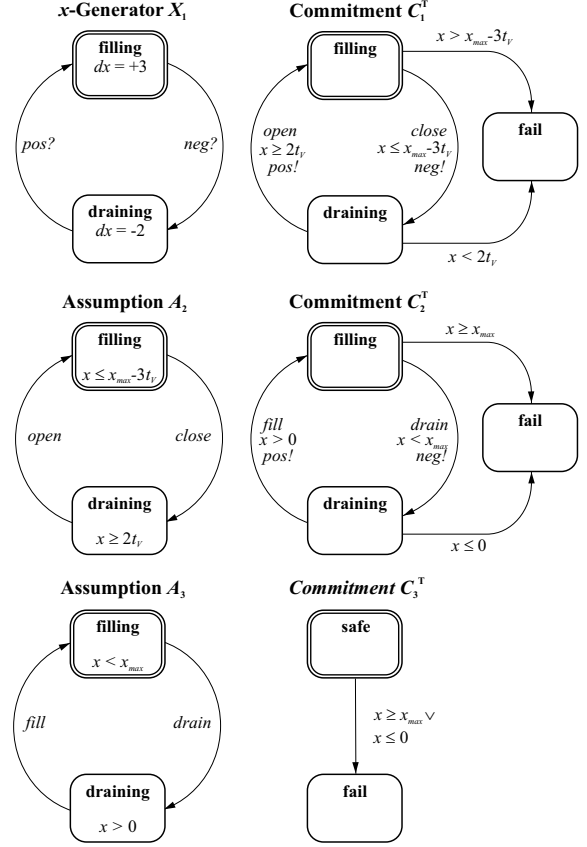 x-Generator X₁
filling
dx = +3
pos?
neg?
draining
dx = -2
Commitment C₁ᵀ
filling
x > xₘₐₓ-3tᵥ
open
x ≥ 2tᵥ
pos!
close
x ≤ xₘₐₓ-3tᵥ
neg!
fail
draining
x < 2tᵥ
Assumption A₂
filling
x ≤ xₘₐₓ-3tᵥ
open
close
draining
x ≥ 2tᵥ
Commitment C₂ᵀ
filling
x ≥ xₘₐₓ
fill
x > 0
pos!
drain
x < xₘₐₓ
neg!
fail
draining
x ≤ 0
Assumption A₃
filling
x < xₘₐₓ
fill
drain
draining
x > 0
Commitment C₃ᵀ
safe
x ≥ xₘₐₓ ∨
x ≤ 0
fail